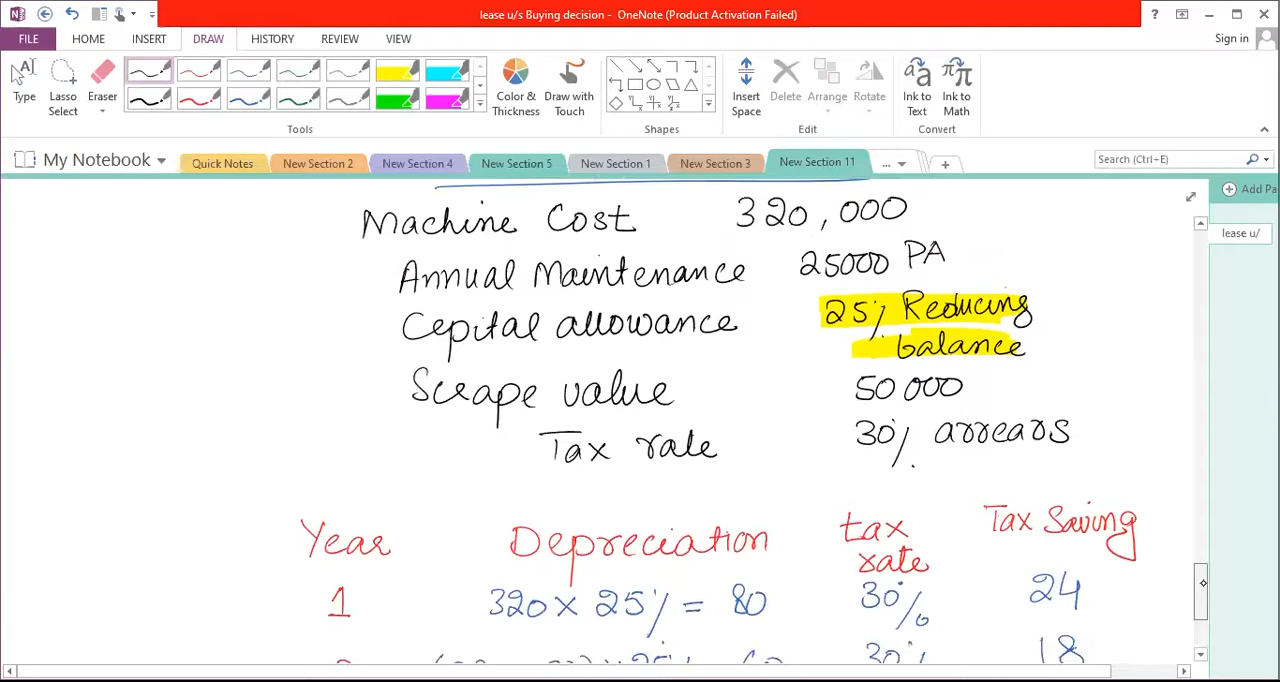 lease u/s Buying decision - OneNote (Product Activation Failed)
FILE HOME INSERT DRAW HISTORY REVIEW VIEW
Sign in
Type Lasso Select Eraser
Color & Thickness Draw with Touch
Insert Space Delete Arrange Rotate
Ink to Text Ink to Math
Tools Shapes Edit Convert
My Notebook Quick Notes New Section 2 New Section 4 New Section 5 New Section 1 New Section 3 New Section 11 ... Search (Ctrl+E)
Add Pa
lease u/
Machine Cost 320,000
Annual Maintenance 25000 PA
Cepital allowance 25% Reducing
balance
Scrape value 50000
Tax rate 30% arrears
Year Depreciation tax rate Tax Saving
1 320 x 25% = 80 30% 24
30% 18